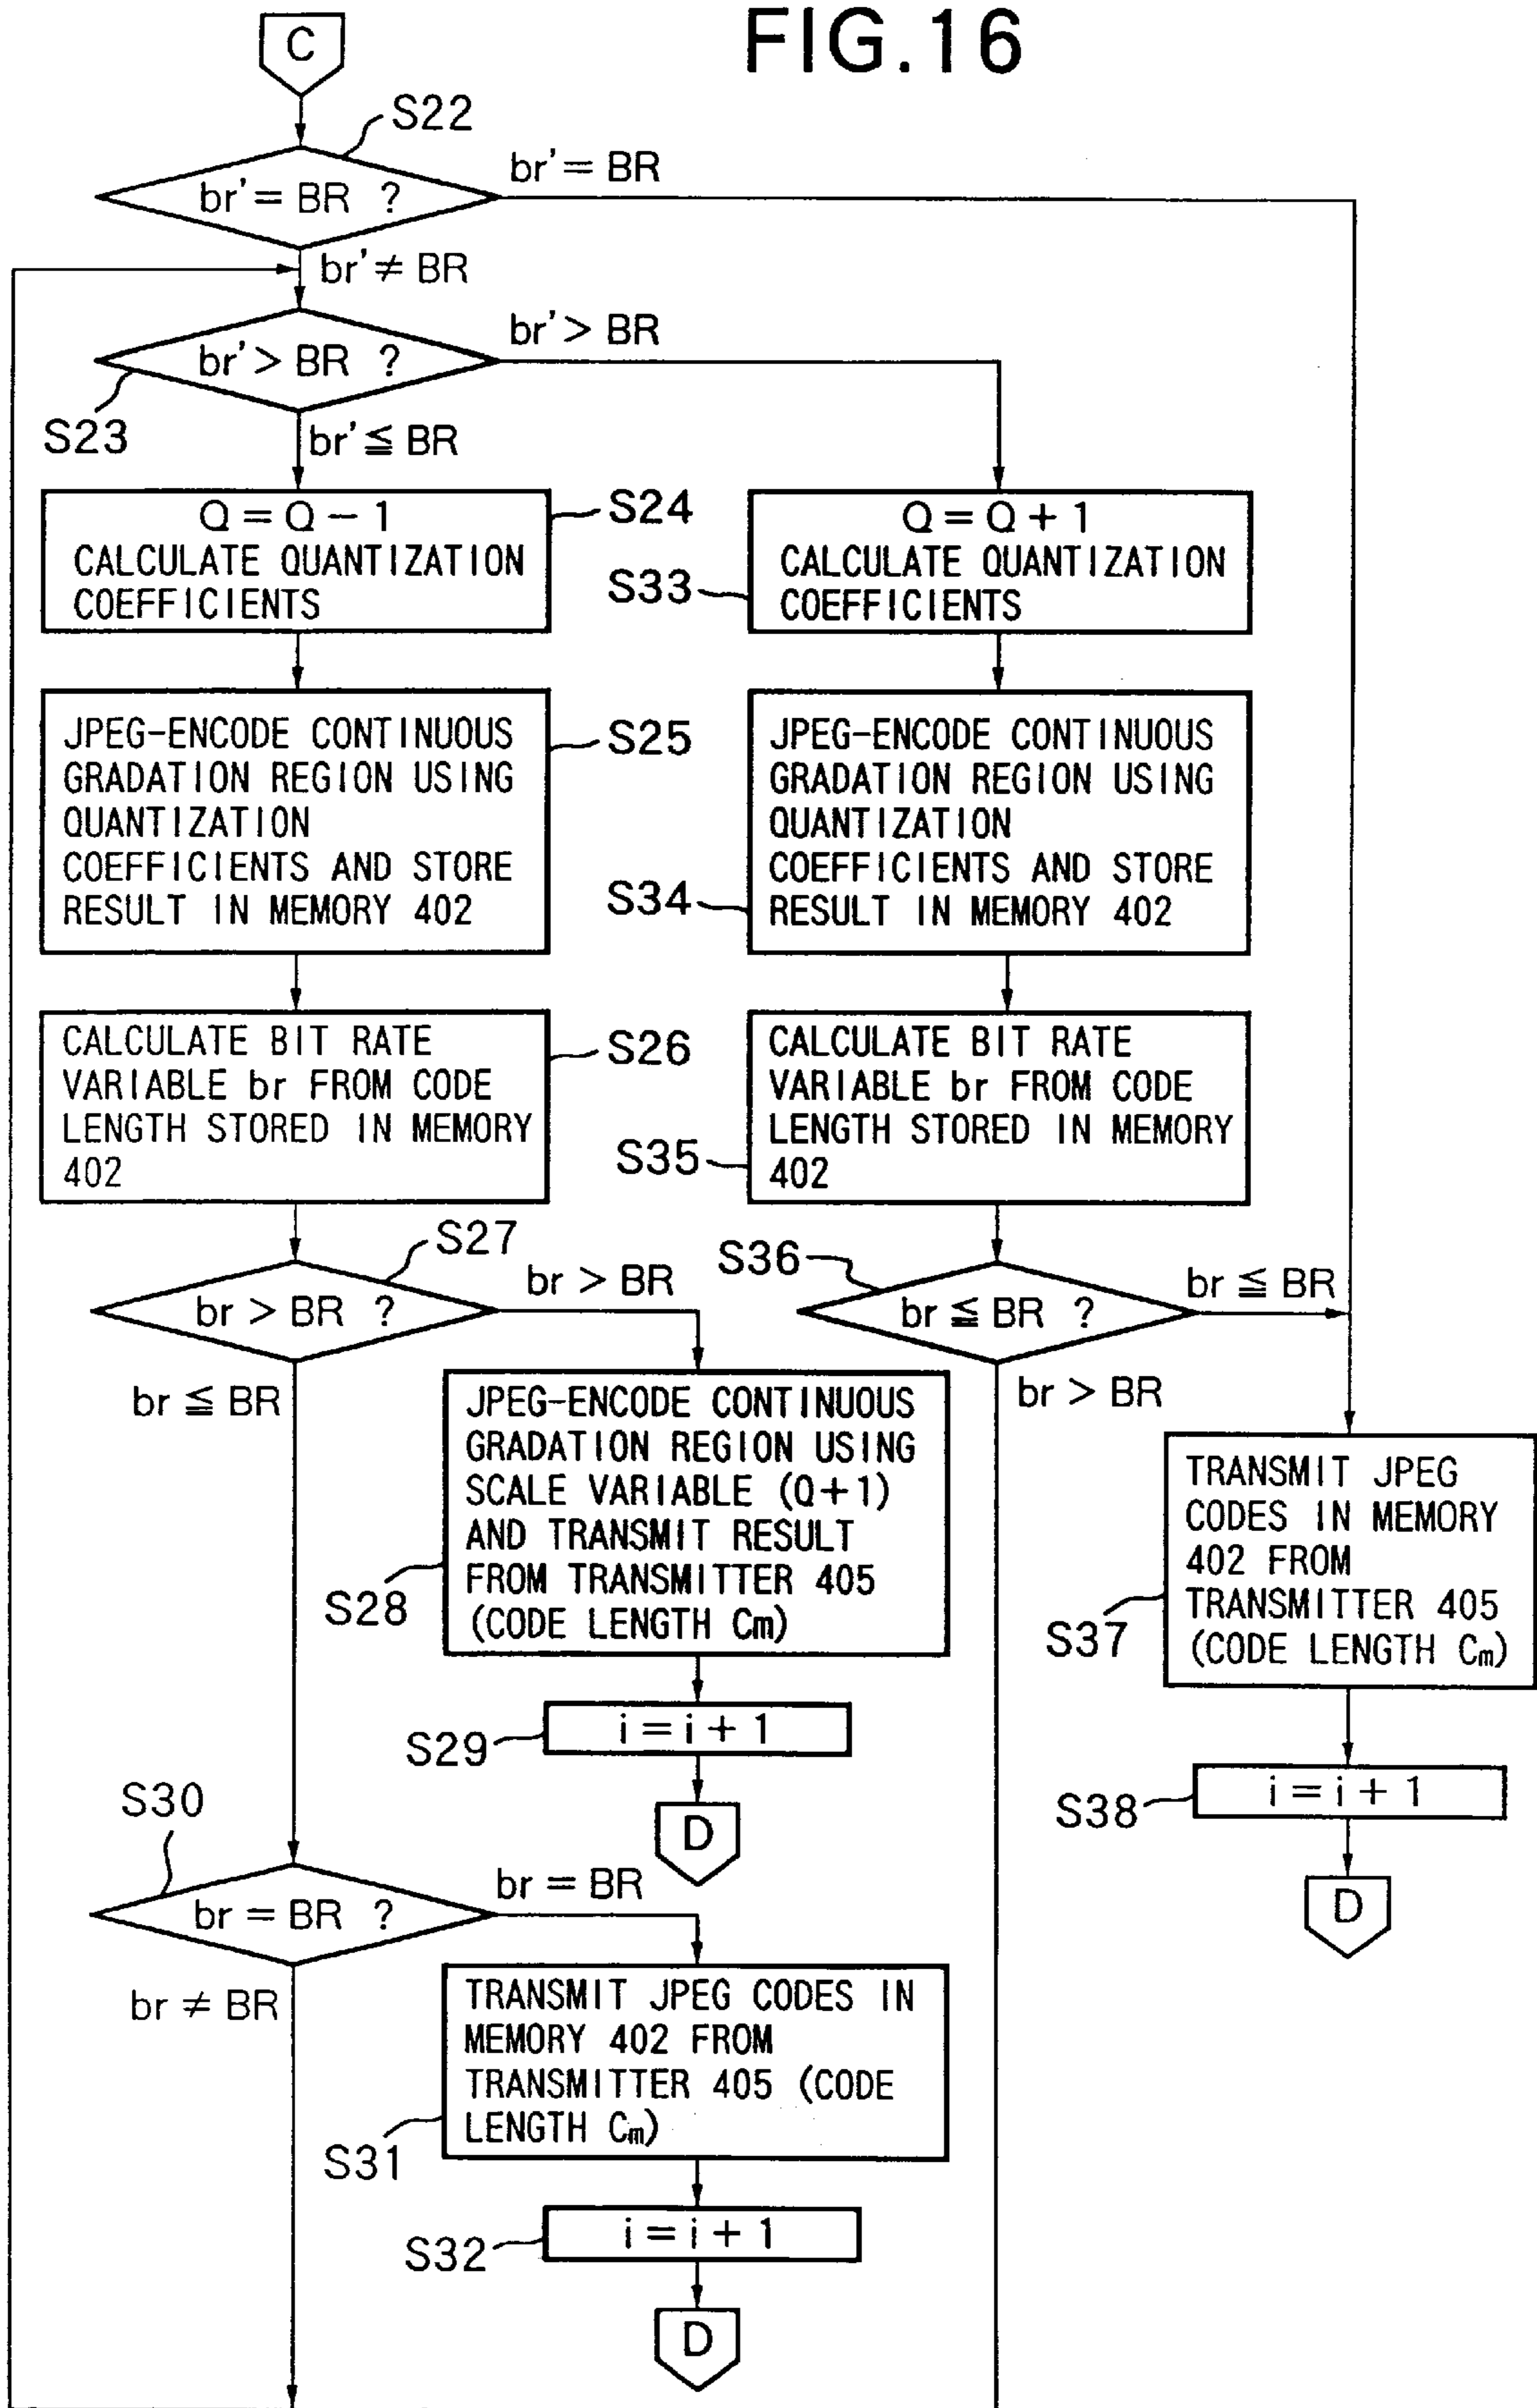 FIG.16
C
S22
br' = BR ?
br' = BR
br' ≠ BR
br' > BR ?
br' > BR
S23
br' ≦ BR
Q = Q − 1
CALCULATE QUANTIZATION
COEFFICIENTS
S24
Q = Q + 1
CALCULATE QUANTIZATION
COEFFICIENTS
S33
JPEG-ENCODE CONTINUOUS
GRADATION REGION USING
QUANTIZATION
COEFFICIENTS AND STORE
RESULT IN MEMORY 402
S25
JPEG-ENCODE CONTINUOUS
GRADATION REGION USING
QUANTIZATION
COEFFICIENTS AND STORE
RESULT IN MEMORY 402
S34
CALCULATE BIT RATE
VARIABLE br FROM CODE
LENGTH STORED IN MEMORY
402
S26
CALCULATE BIT RATE
VARIABLE br FROM CODE
LENGTH STORED IN MEMORY
402
S35
S27
br > BR ?
br > BR
br ≦ BR
S36
br ≦ BR ?
br ≦ BR
br > BR
JPEG-ENCODE CONTINUOUS
GRADATION REGION USING
SCALE VARIABLE (Q+1)
AND TRANSMIT RESULT
FROM TRANSMITTER 405
(CODE LENGTH Cm)
S28
TRANSMIT JPEG
CODES IN MEMORY
402 FROM
TRANSMITTER 405
(CODE LENGTH Cm)
S37
i = i + 1
S29
D
i = i + 1
S38
D
S30
br = BR ?
br = BR
br ≠ BR
TRANSMIT JPEG CODES IN
MEMORY 402 FROM
TRANSMITTER 405 (CODE
LENGTH Cm)
S31
i = i + 1
S32
D